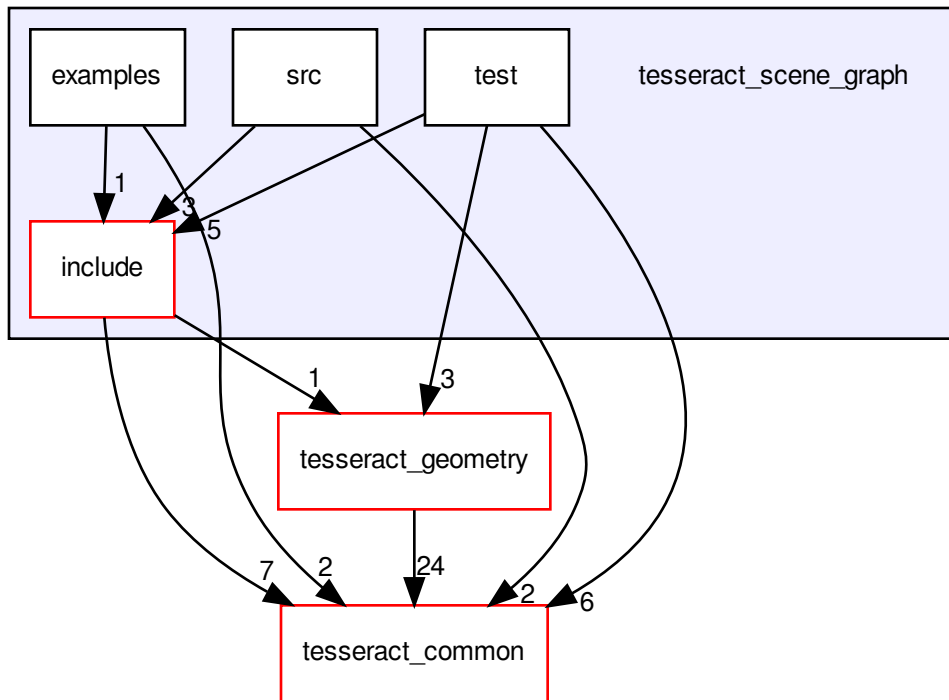 examples
src
test
tesseract_scene_graph
1
3
5
include
1
3
tesseract_geometry
7
2
24
2
6
tesseract_common